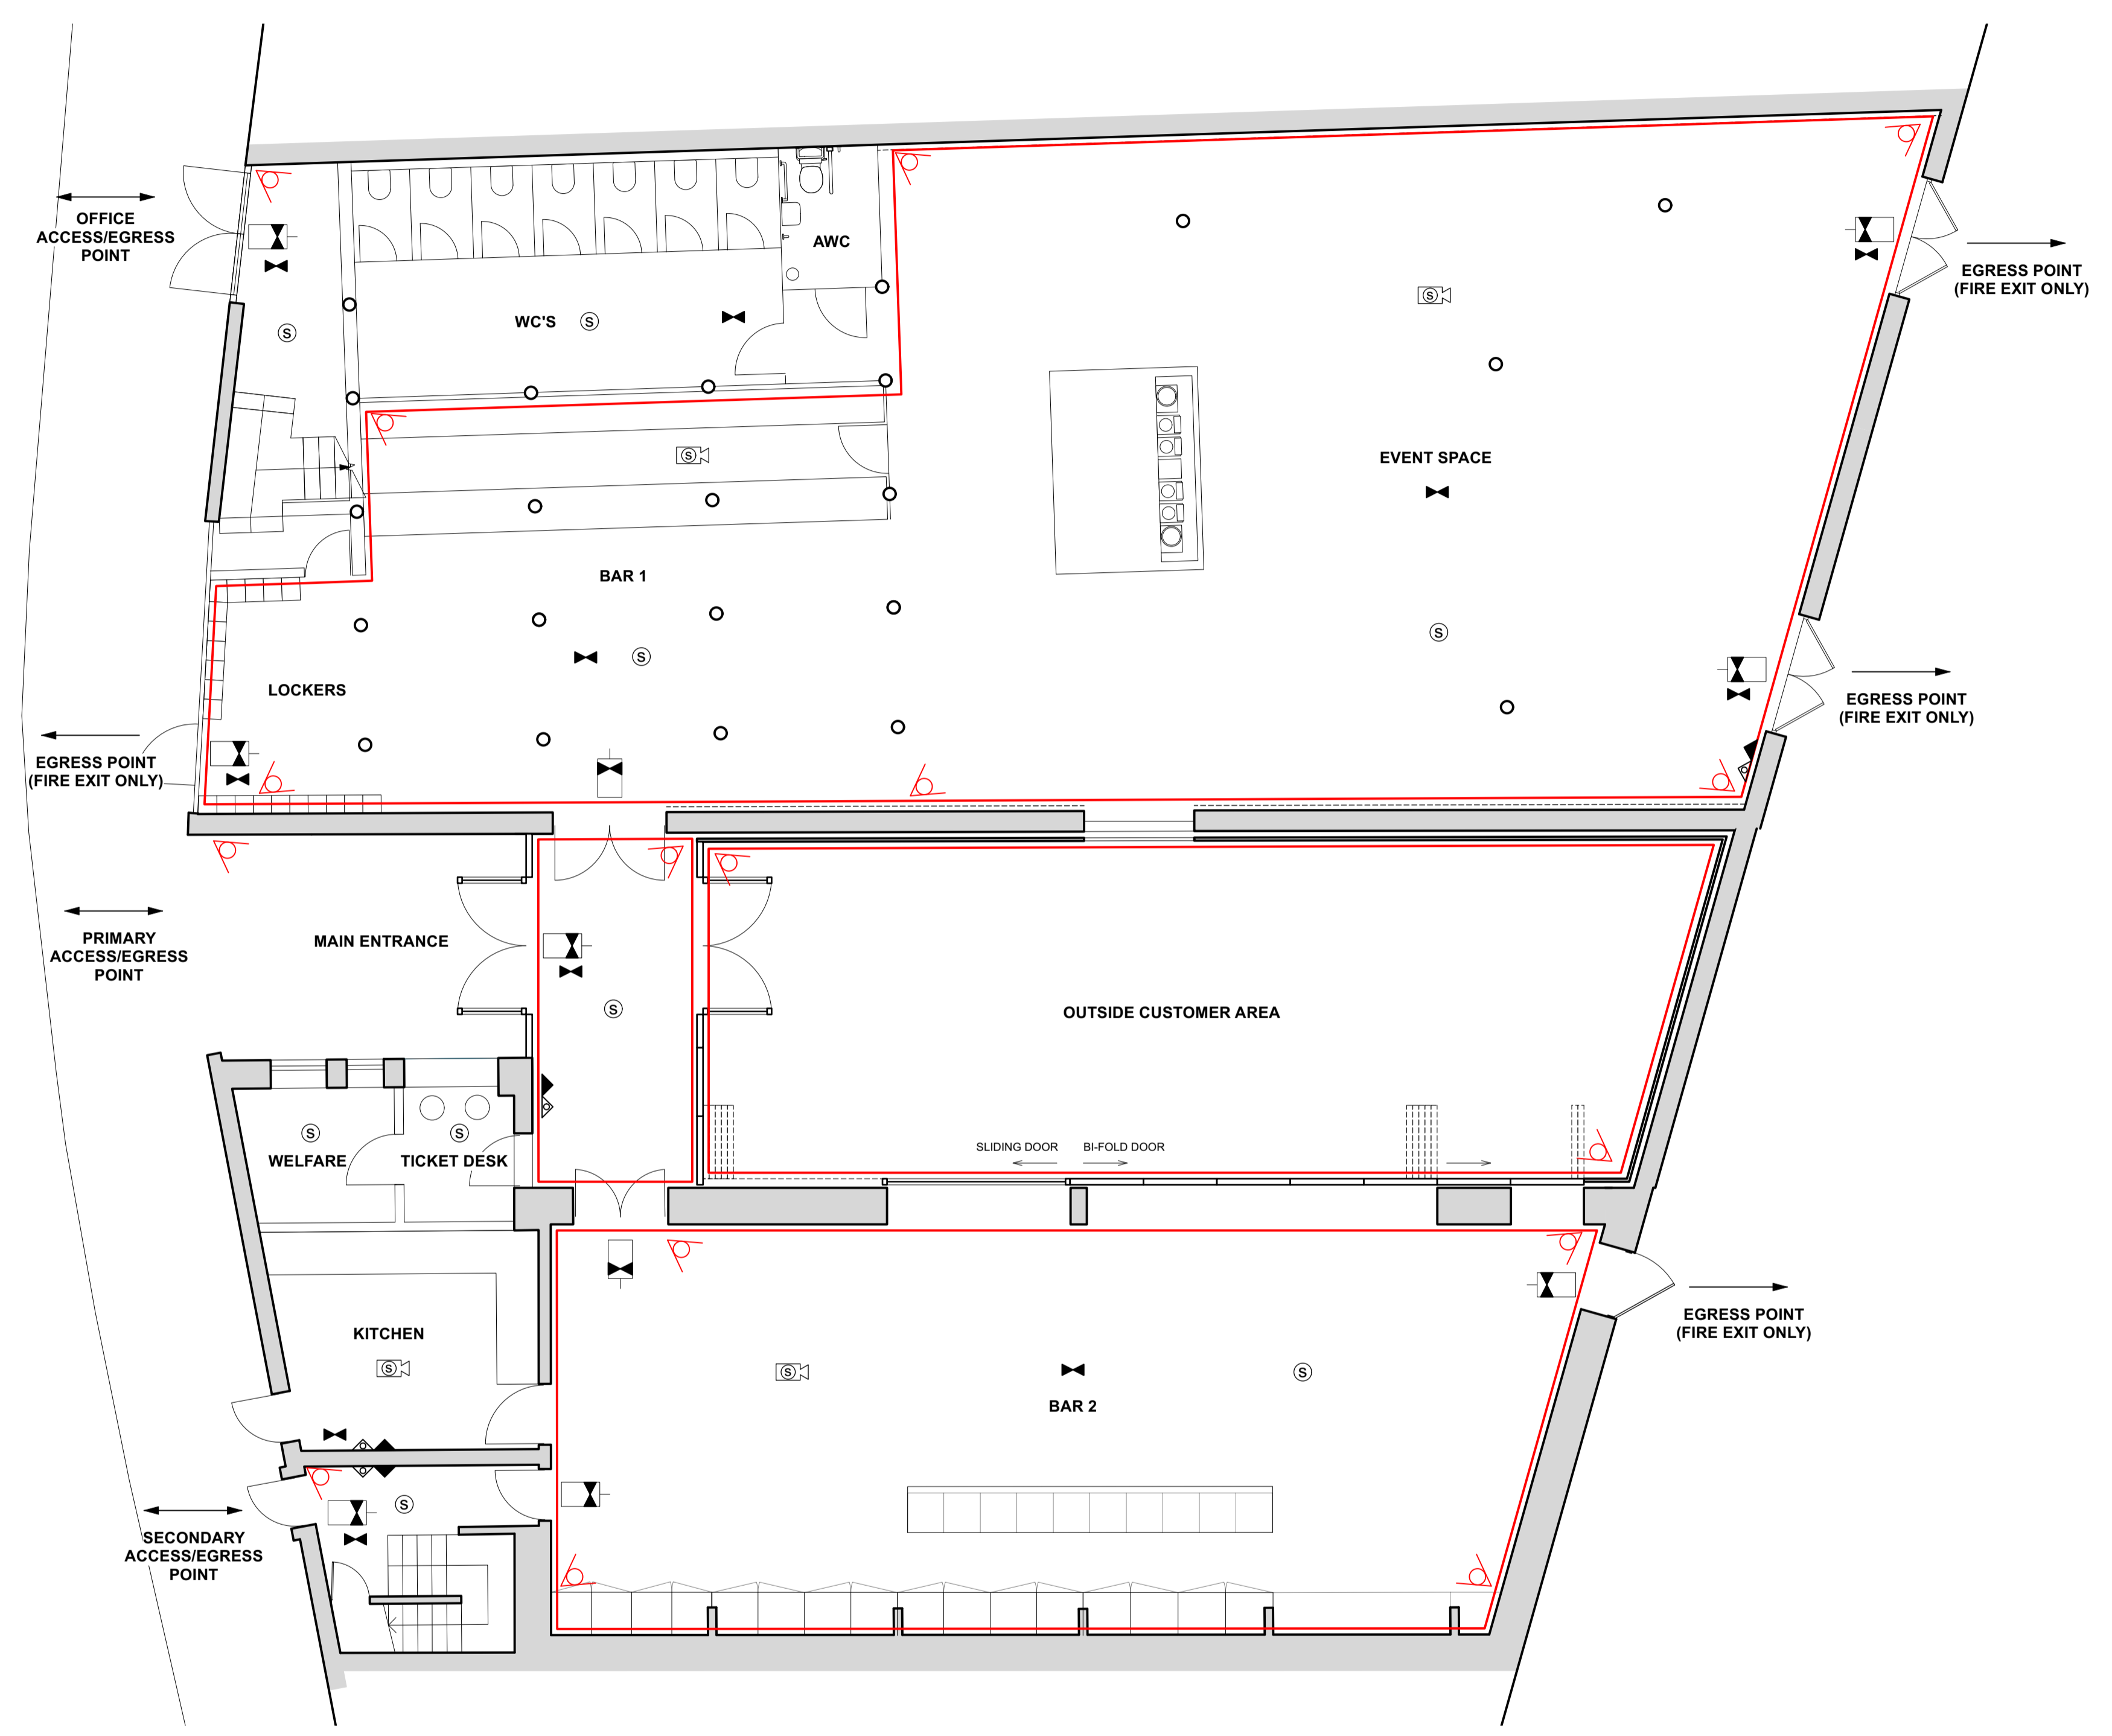 OFFICE
ACCESS/EGRESS
POINT
AWC
WC'S
S
S
S
EGRESS POINT
(FIRE EXIT ONLY)
S
EVENT SPACE
BAR 1
S
S
LOCKERS
EGRESS POINT
(FIRE EXIT ONLY)
EGRESS POINT
(FIRE EXIT ONLY)
PRIMARY
ACCESS/EGRESS
POINT
MAIN ENTRANCE
S
OUTSIDE CUSTOMER AREA
S
S
WELFARE
TICKET DESK
SLIDING DOOR
BI-FOLD DOOR
EGRESS POINT
(FIRE EXIT ONLY)
KITCHEN
S
S
S
BAR 2
S
SECONDARY
ACCESS/EGRESS
POINT